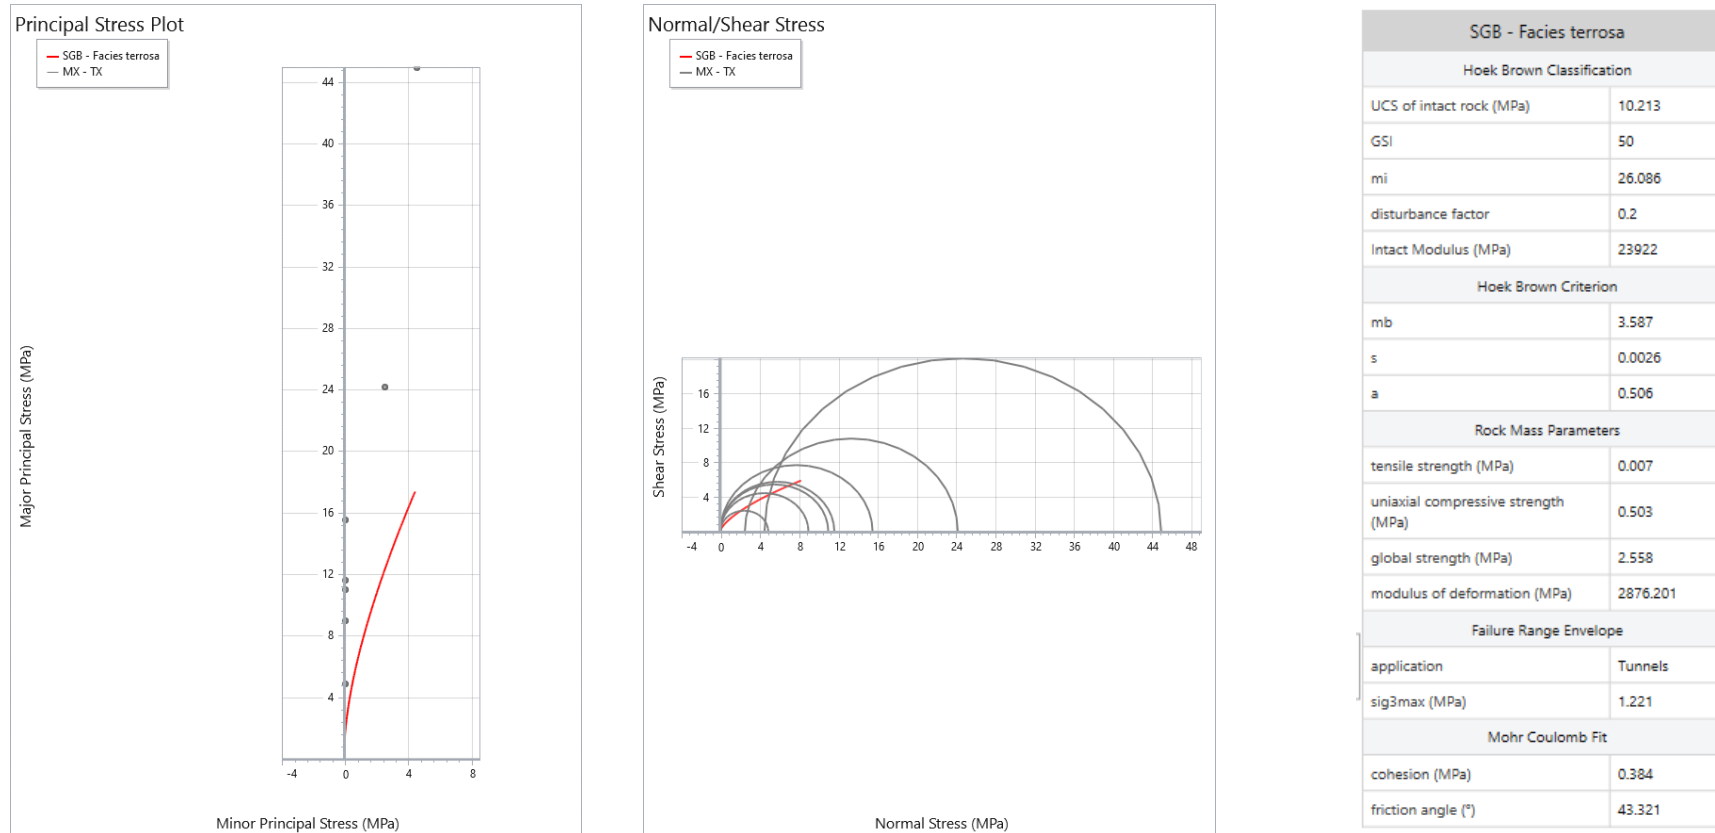 Principal Stress Plot
SGB - Facies terrosa
MX - TX
44
40
36
32
28
24
20
16
12
8
4
-4 0 4 8
Major Principal Stress (MPa)
Minor Principal Stress (MPa)
Normal/Shear Stress
SGB - Facies terrosa
MX - TX
16
12
8
4
-4 0 4 8 12 16 20 24 28 32 36 40 44 48
Shear Stress (MPa)
Normal Stress (MPa)
SGB - Facies terrosa
Hoek Brown Classification
UCS of intact rock (MPa) 10.213
GSI 50
mi 26.086
disturbance factor 0.2
Intact Modulus (MPa) 23922
Hoek Brown Criterion
mb 3.587
s 0.0026
a 0.506
Rock Mass Parameters
tensile strength (MPa) 0.007
uniaxial compressive strength
(MPa) 0.503
global strength (MPa) 2.558
modulus of deformation (MPa) 2876.201
Failure Range Envelope
application Tunnels
sig3max (MPa) 1.221
Mohr Coulomb Fit
cohesion (MPa) 0.384
friction angle (°) 43.321